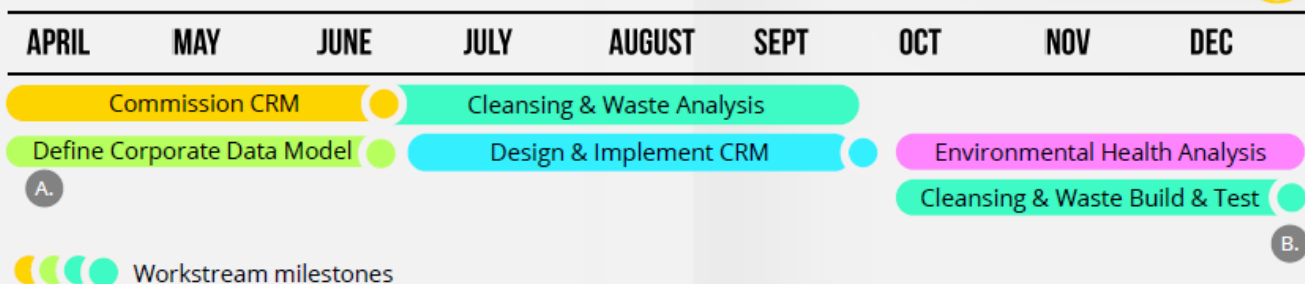 APRIL MAY JUNE JULY AUGUST SEPT OCT NOV DEC
Commission CRM Cleansing & Waste Analysis
Define Corporate Data Model Design & Implement CRM Environmental Health Analysis
A. Cleansing & Waste Build & Test
B.
Workstream milestones